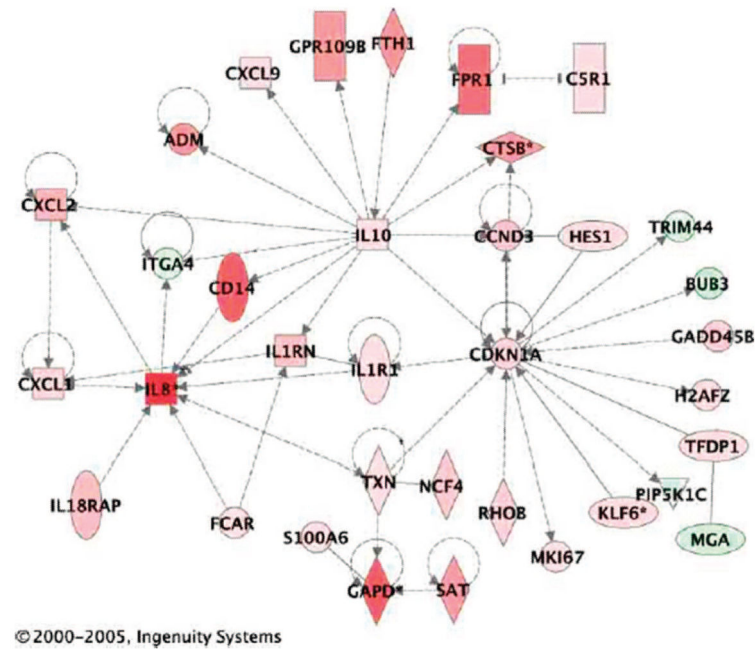 GPR109B
FTH1
CXCL9
FPR1
C5R1
ADM
CTSB*
CXCL2
IL10
CCND3
HES1
TRIM44
ITGA4
CD14
BUB3
GADD45B
IL1RN
IL1R1
CDKN1A
CXCL1
IL8*
H2AFZ
TFDP1
TXN
NCF4
PIP5K1C
IL18RAP
FCAR
RHOB
KLF6*
S100A6
MKI67
MGA
GAPD*
SAT
©2000-2005, Ingenuity Systems